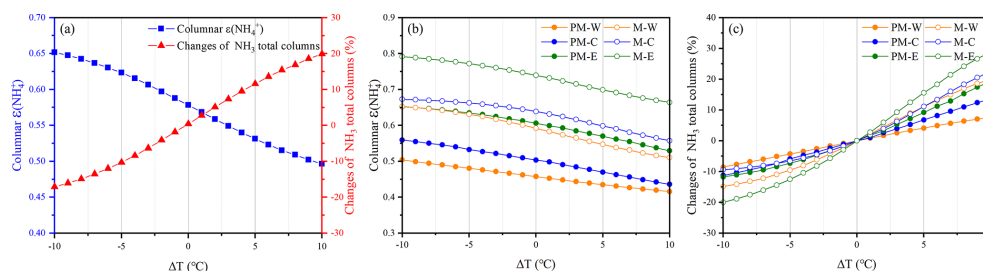 (a)
Columnar ε(NH₄⁺)
Changes of NH₃ total columns
0.70
0.65
0.60
0.55
0.50
0.45
0.40
Columnar ε(NH₄⁺)
30
20
10
0
-10
-20
-30
Changes of NH₃ total columns (%)
-10 -5 0 5 10
ΔT (°C)
(b)
PM-W M-W
PM-C M-C
PM-E M-E
0.9
0.8
0.7
0.6
0.5
0.4
0.3
Columnar ε(NH₄⁺)
-10 -5 0 5 10
ΔT (°C)
(c)
PM-W M-W
PM-C M-C
PM-E M-E
40
30
20
10
0
-10
-20
-30
Changes of NH₃ total columns (%)
-10 -5 0 5
ΔT (°C)